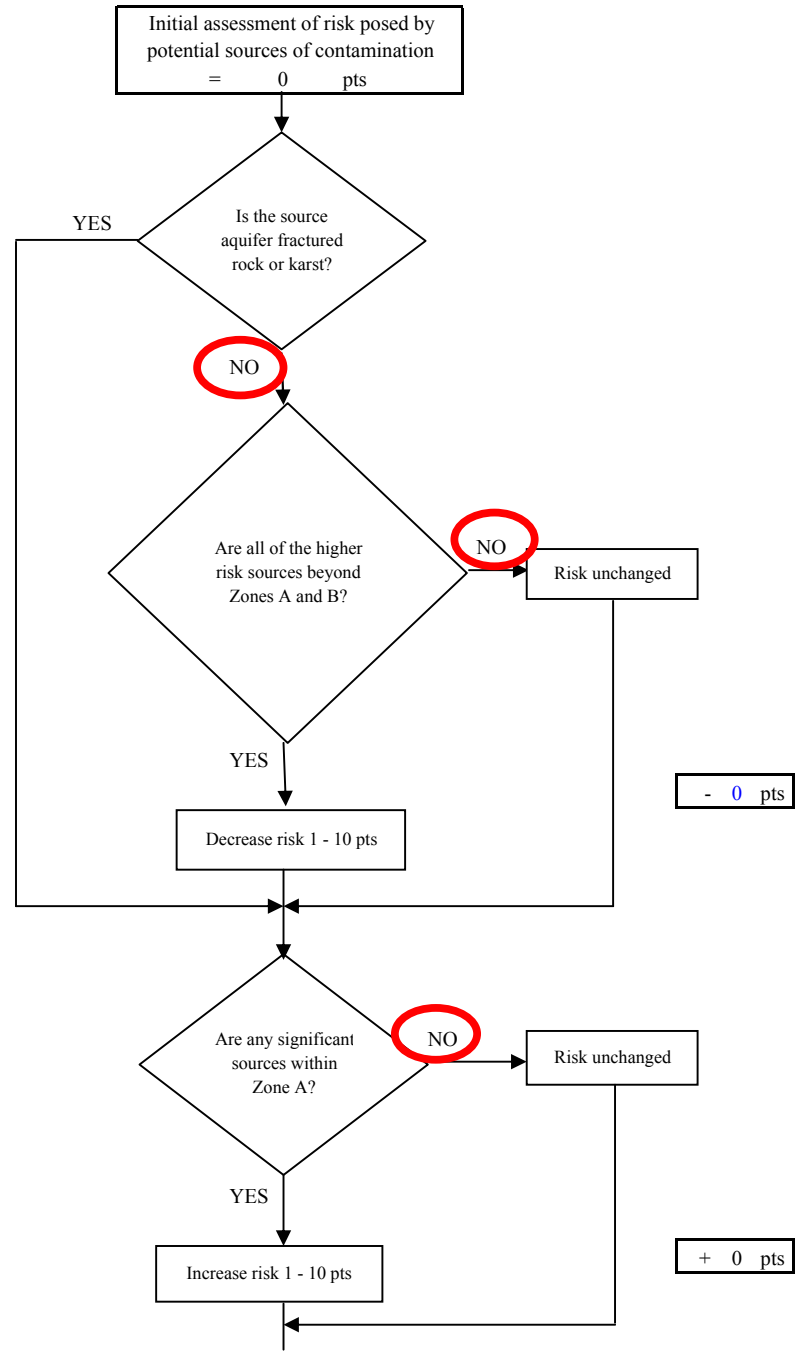 Initial assessment of risk posed by
potential sources of contamination
= 0 pts
YES
Is the source
aquifer fractured
rock or karst?
NO
Are all of the higher
risk sources beyond
Zones A and B?
NO
Risk unchanged
YES
- 0 pts
Decrease risk 1 - 10 pts
Are any significant
sources within
Zone A?
NO
Risk unchanged
YES
+ 0 pts
Increase risk 1 - 10 pts